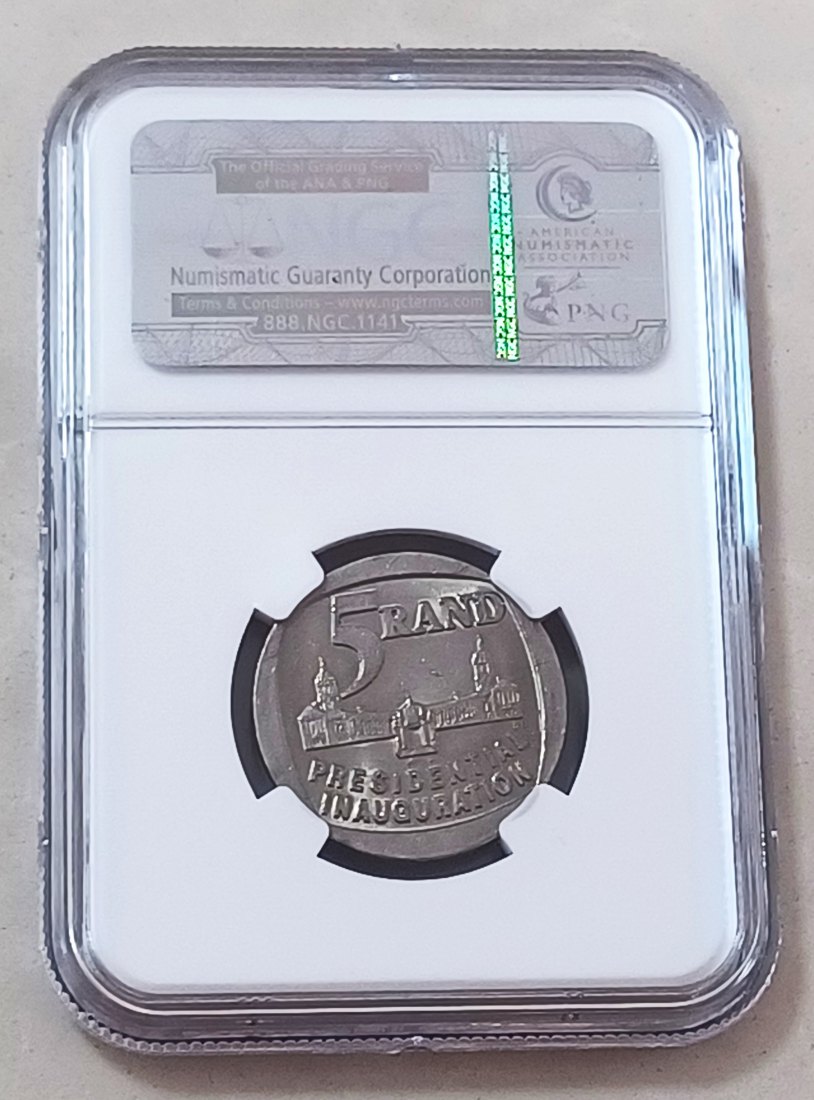 The Official Grading Service
of the ANA & PNG
NGC
Numismatic Guaranty Corporation
Terms & Conditions – www.ngcterms.com
888.NGC.1141
AMERICAN
NUMISMATIC
ASSOCIATION
PNG
5 RAND
PRESIDENTIAL
INAUGURATION